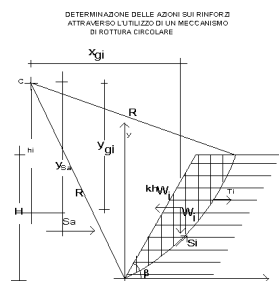 DETERMINAZIONE DELLE AZIONI SUI RINFORZI
ATTRAVERSO L'UTILIZZO DI UN MECCANISMO
DI ROTTURA CIRCOLARE
xgi
C
R
hi
ySa
ygi
y
R
khWi
Ti
H
Wi
Sa
Si
β